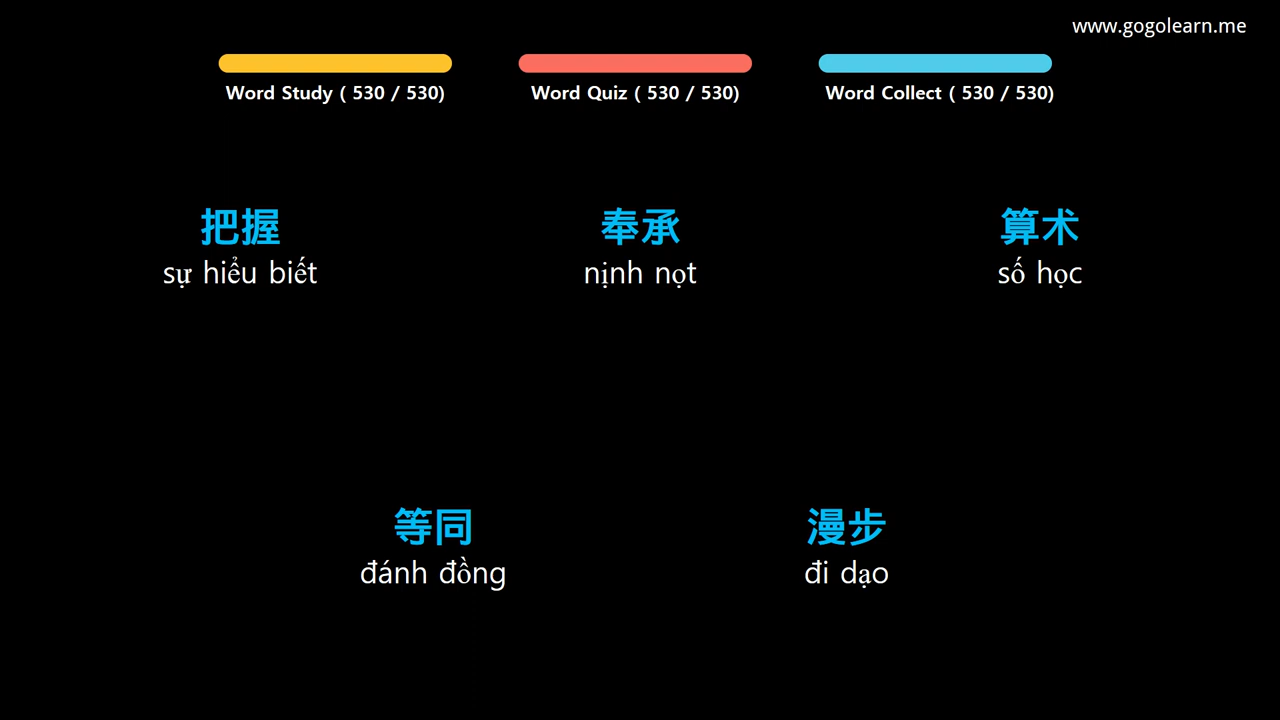 www.gogolearn.me
Word Study ( 530 / 530)
Word Quiz ( 530 / 530)
Word Collect ( 530 / 530)
把握
sự hiểu biết
奉承
nịnh nọt
算术
số học
等同
đánh đồng
漫步
đi dạo